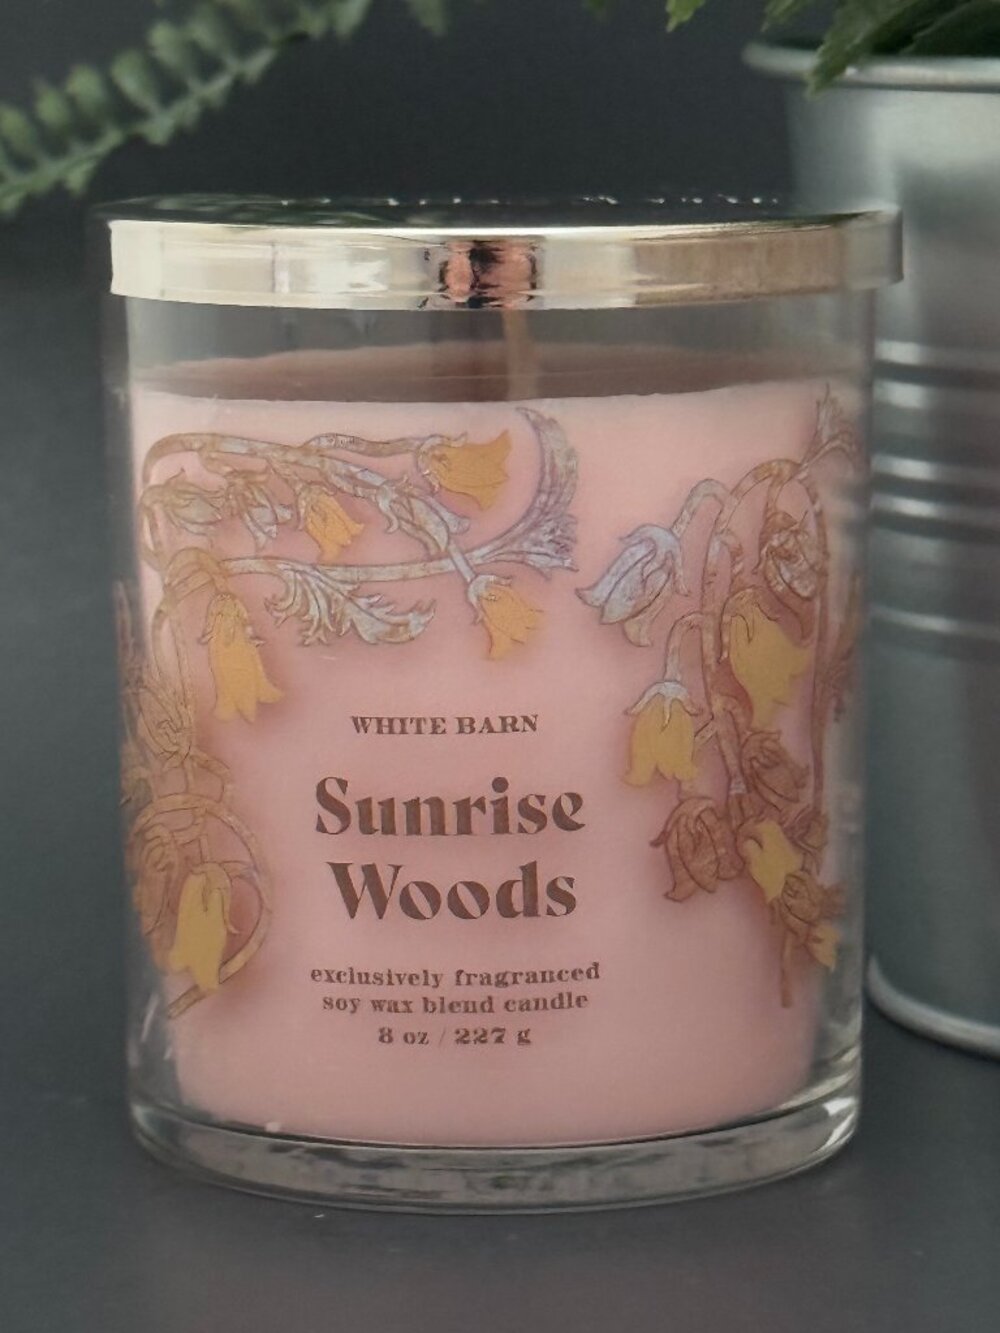 WHITE BARN
Sunrise
Woods
exclusively fragranced
soy wax blend candle
8 oz / 227 g